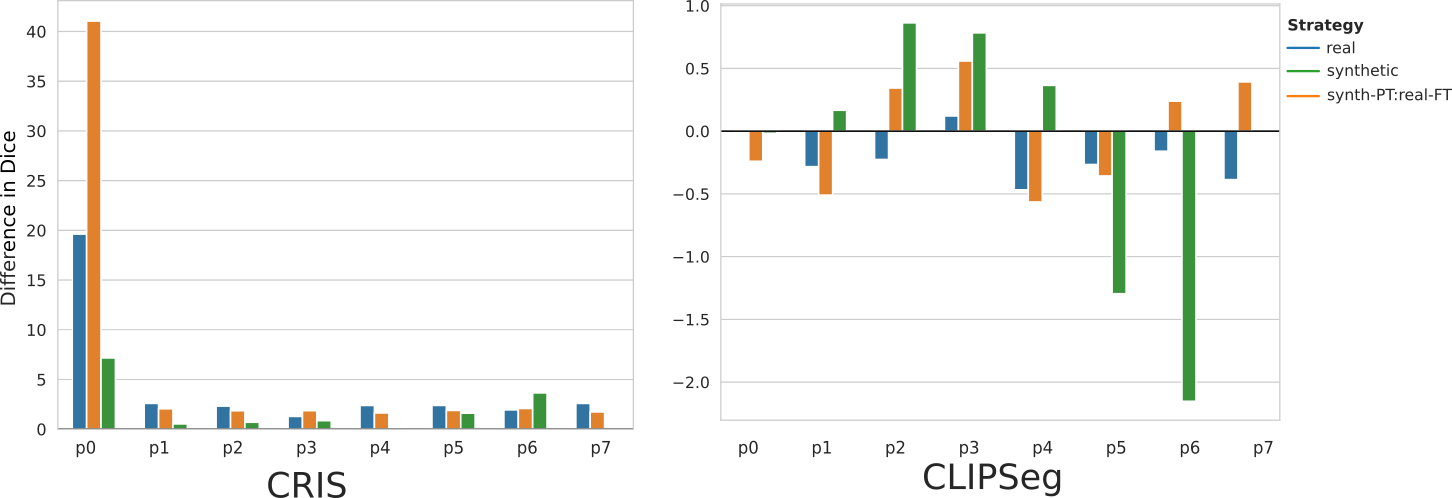 Difference in Dice
40
35
30
25
20
15
10
5
0
p0 p1 p2 p3 p4 p5 p6 p7
CRIS
1.0
0.5
0.0
−0.5
−1.0
−1.5
−2.0
p0 p1 p2 p3 p4 p5 p6 p7
CLIPSeg
Strategy
real
synthetic
synth-PT:real-FT